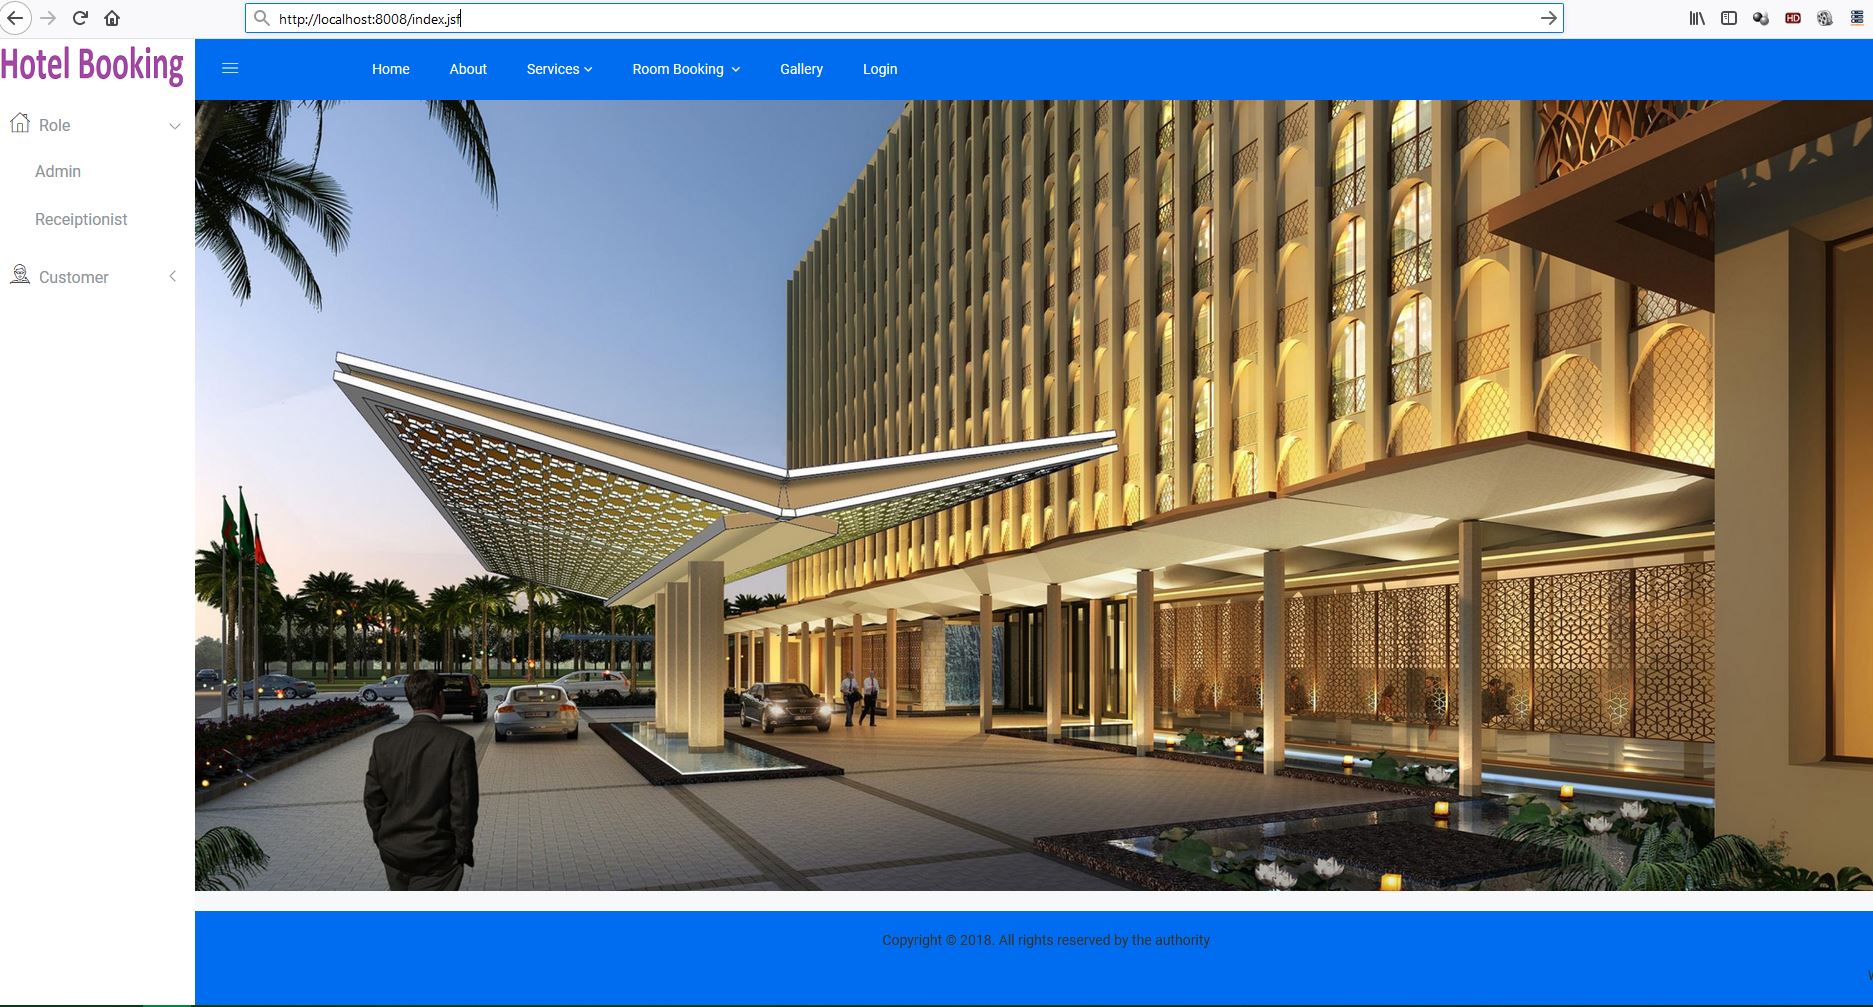 http://localhost:8008/index.jsf
HD
Hotel Booking
Home About Services Room Booking Gallery Login
Role
Admin
Receiptionist
Customer
Copyright © 2018. All rights reserved by the authority